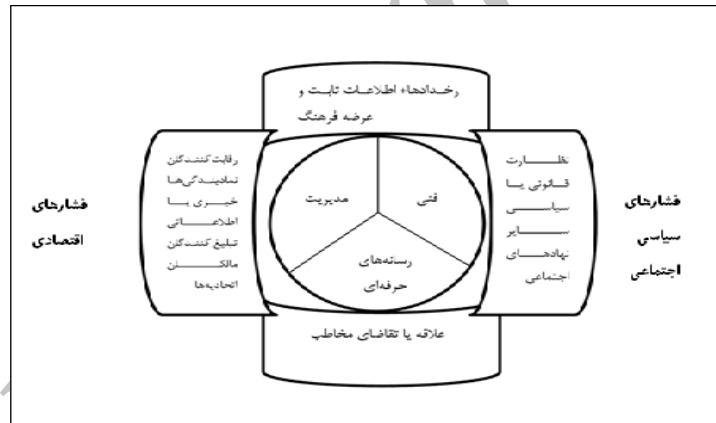 رخدادها+ اطلاعات ثابت و
عرضه فرهنگ
فشارهای
سیاسی
اجتماعی
نظارت
قانونی یا
سیاسی
سایر
نهادهای
اجتماعی
فنی
مدیریت
رسانه‌های
حرفه‌ای
رقابت‌کنندگان
نمایندگی‌ها
خبری یا
اطلاعاتی
تبلیغ‌کنندگان
مالکان
اتحادیه‌ها
فشارهای
اقتصادی
علاقه یا تقاضای مخاطب